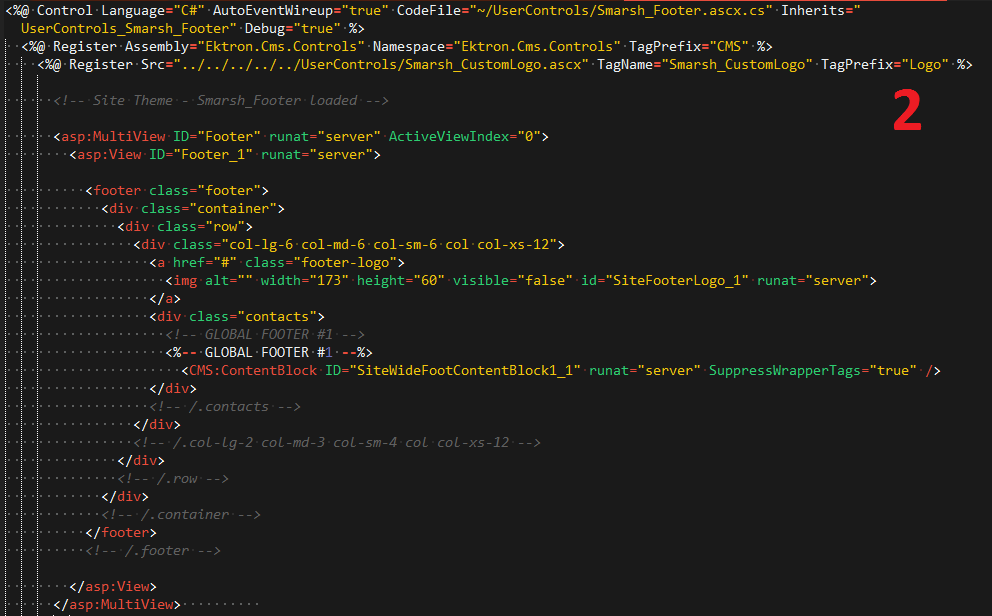 <%@ Control Language="C#" AutoEventWireup="true" CodeFile="~/UserControls/Smarsh_Footer.ascx.cs" Inherits="
UserControls_Smarsh_Footer" Debug="true" %>
<%@ Register Assembly="Ektron.Cms.Controls" Namespace="Ektron.Cms.Controls" TagPrefix="CMS" %>
<%@ Register Src="../../../../../UserControls/Smarsh_CustomLogo.ascx" TagName="Smarsh_CustomLogo" TagPrefix="Logo" %>
<!-- Site Theme - Smarsh_Footer loaded -->
2
<asp:MultiView ID="Footer" runat="server" ActiveViewIndex="0">
<asp:View ID="Footer_1" runat="server">
<footer class="footer">
<div class="container">
<div class="row">
<div class="col-lg-6 col-md-6 col-sm-6 col col-xs-12">
<a href="#" class="footer-logo">
<img alt="" width="173" height="60" visible="false" id="SiteFooterLogo_1" runat="server">
</a>
<div class="contacts">
<!-- GLOBAL FOOTER #1 -->
<%-- GLOBAL FOOTER #1 --%>
<CMS:ContentBlock ID="SiteWideFootContentBlock1_1" runat="server" SuppressWrapperTags="true" />
</div>
<!-- /.contacts -->
</div>
<!-- /.col-lg-2 col-md-3 col-sm-4 col col-xs-12 -->
</div>
<!-- /.row -->
</div>
<!-- /.container -->
</footer>
<!-- /.footer -->
</asp:View>
</asp:MultiView>